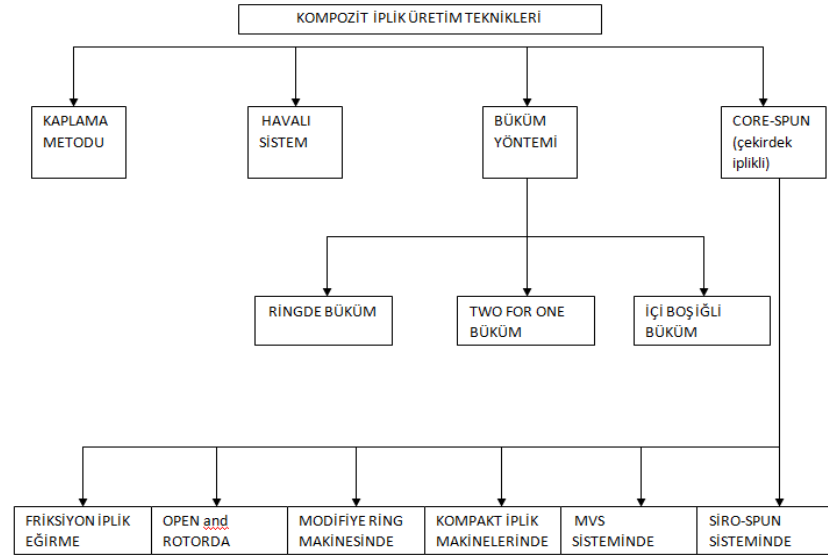 KOMPOZİT İPLİK ÜRETİM TEKNİKLERİ
KAPLAMA
METODU
HAVALI
SİSTEM
BÜKÜM
YÖNTEMİ
CORE-SPUN
(çekirdek
iplikli)
RİNGDE BÜKÜM
TWO FOR ONE
BÜKÜM
İÇİ BOŞ İĞLİ
BÜKÜM
FRİKSİYON İPLİK
EĞİRME
OPEN and
ROTORDA
MODİFİYE RİNG
MAKİNESİNDE
KOMPAKT İPLİK
MAKİNELERİNDE
MVS
SİSTEMİNDE
SİRO-SPUN
SİSTEMİNDE